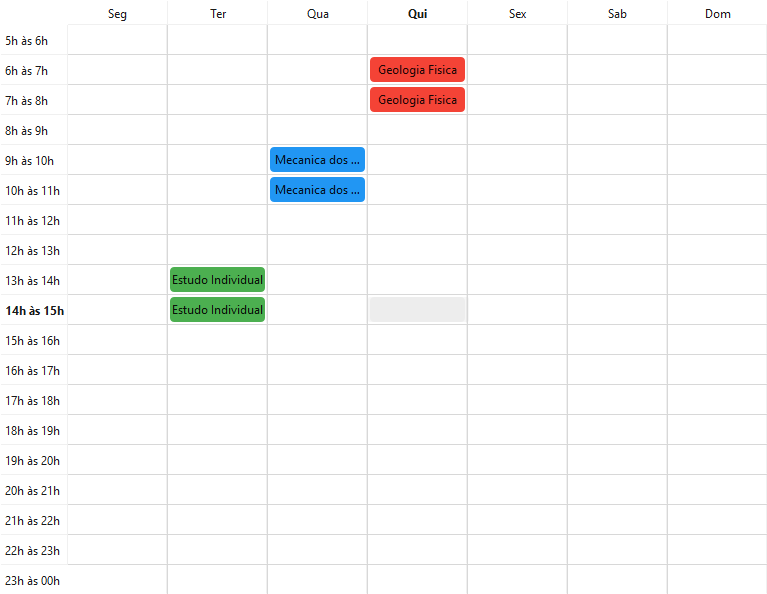 Seg Ter Qua Qui Sex Sab Dom
5h às 6h
6h às 7h Geologia Fisica
7h às 8h Geologia Fisica
8h às 9h
9h às 10h Mecanica dos ...
10h às 11h Mecanica dos ...
11h às 12h
12h às 13h
13h às 14h Estudo Individual
14h às 15h Estudo Individual
15h às 16h
16h às 17h
17h às 18h
18h às 19h
19h às 20h
20h às 21h
21h às 22h
22h às 23h
23h às 00h